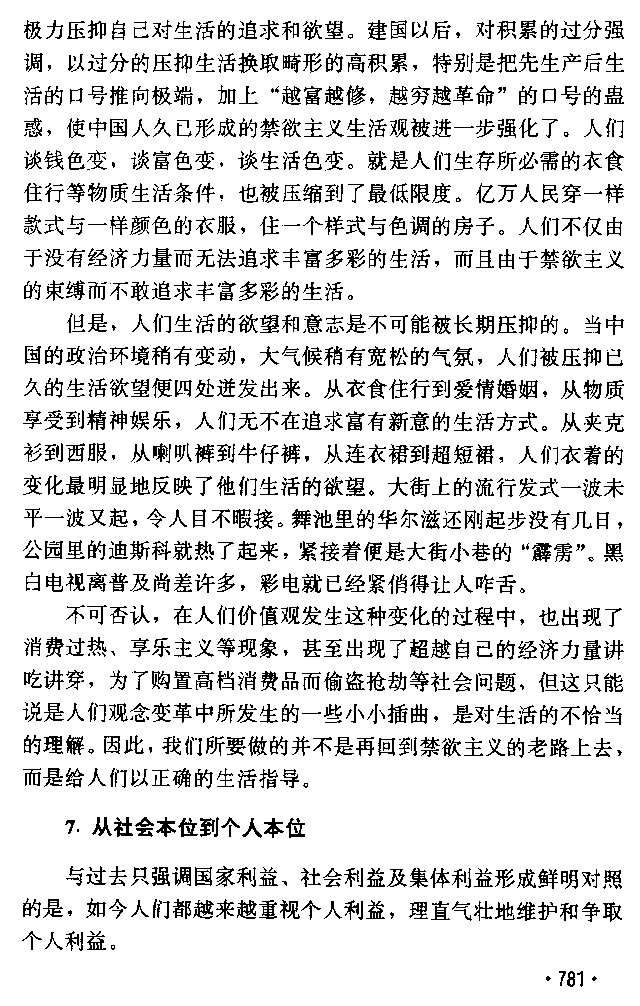 极力压抑自己对生活的追求和欲望。建国以后，对积累的过分强
调，以过分的压抑生活换取畸形的高积累，特别是把先生产后生
活的口号推向极端，加上“越富越修，越穷越革命”的口号的蛊
惑，使中国人久已形成的禁欲主义生活观被进一步强化了。人们
谈钱色变，谈富色变，谈生活色变。就是人们生存所必需的衣食
住行等物质生活条件，也被压缩到了最低限度。亿万人民穿一样
款式与一样颜色的衣服，住一个样式与色调的房子。人们不仅由
于没有经济力量而无法追求丰富多彩的生活，而且由于禁欲主义
的束缚而不敢追求丰富多彩的生活。
但是，人们生活的欲望和意志是不可能被长期压抑的。当中
国的政治环境稍有变动，大气候稍有宽松的气氛，人们被压抑已
久的生活欲望便四处迸发出来。从衣食住行到爱情婚姻，从物质
享受到精神娱乐，人们无不在追求富有新意的生活方式。从夹克
衫到西服，从喇叭裤到牛仔裤，从连衣裙到超短裙，人们衣着的
变化最明显地反映了他们生活的欲望。大街上的流行发式一波未
平一波又起，令人目不暇接。舞池里的华尔滋还刚起步没有几日，
公园里的迪斯科就热了起来，紧接着便是大街小巷的“霹雳”。黑
白电视离普及尚差许多，彩电就已经紧俏得让人咋舌。
不可否认，在人们价值观发生这种变化的过程中，也出现了
消费过热、享乐主义等现象，甚至出现了超越自己的经济力量讲
吃讲穿，为了购置高档消费品而偷盗抢劫等社会问题，但这只能
说是人们观念变革中所发生的一些小小插曲，是对生活的不恰当
的理解。因此，我们所要做的并不是再回到禁欲主义的老路上去，
而是给人们以正确的生活指导。
7. 从社会本位到个人本位
与过去只强调国家利益、社会利益及集体利益形成鲜明对照
的是，如今人们都越来越重视个人利益，理直气壮地维护和争取
个人利益。
·781·